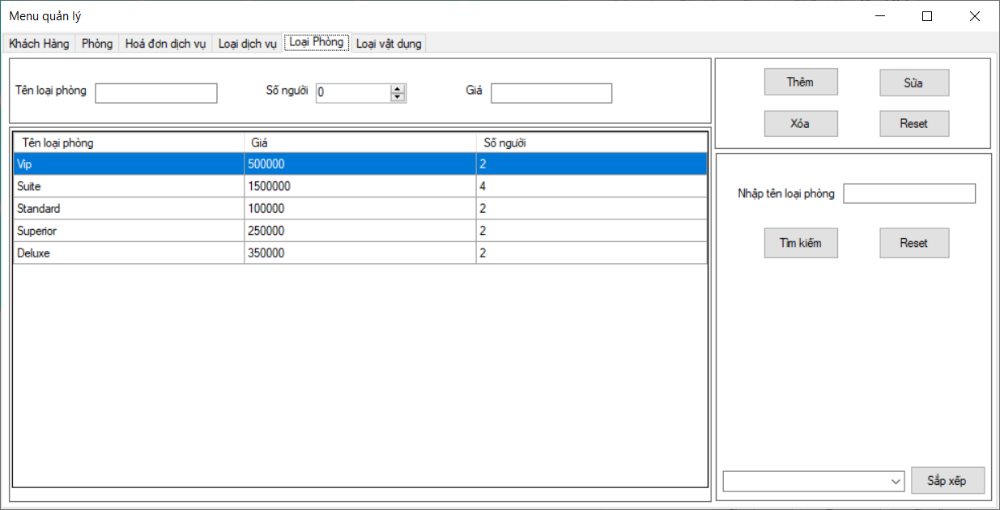 Menu quản lý
Khách Hàng Phòng Hoá đơn dịch vụ Loại dịch vụ Loại Phòng Loại vật dụng
Tên loại phòng Số người 0 Giá
Thêm Sửa
Xóa Reset
Tên loại phòng Giá Số người
Vip 500000 2
Suite 1500000 4
Standard 100000 2
Superior 250000 2
Deluxe 350000 2
Nhập tên loại phòng
Tìm kiếm Reset
Sắp xếp